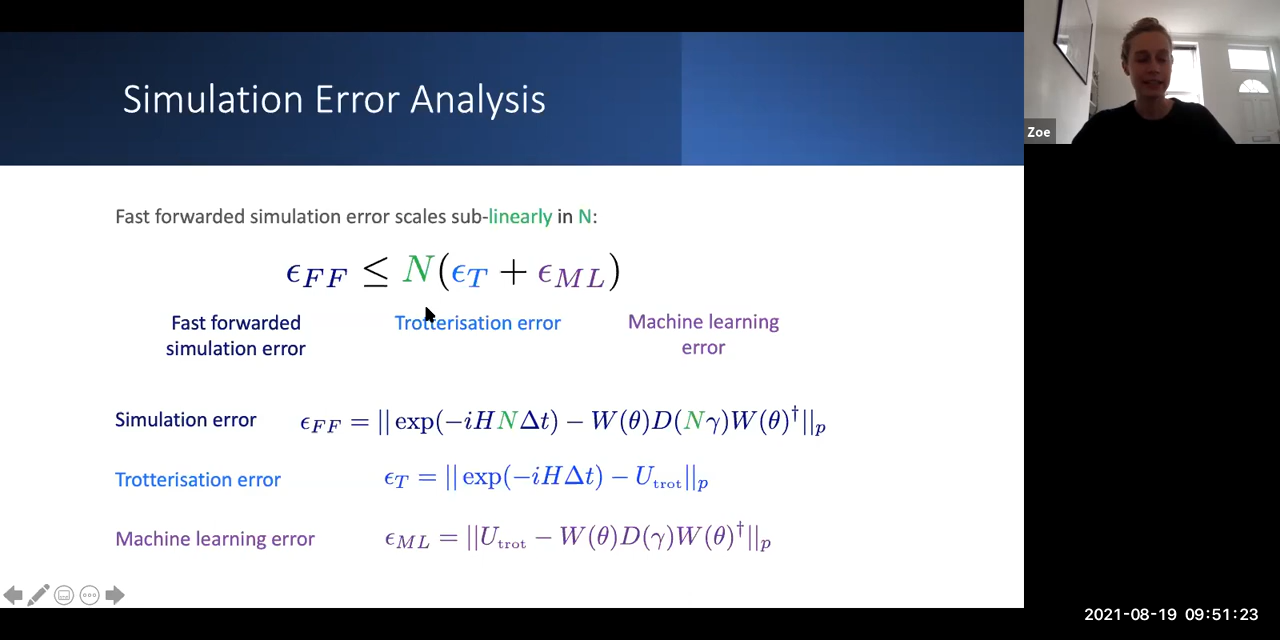 Simulation Error Analysis
Zoe
Fast forwarded simulation error scales sub-linearly in N:
ϵ_FF ≤ N(ϵ_T + ϵ_ML)
Fast forwarded
simulation error
Trotterisation error
Machine learning
error
Simulation error ϵ_FF = || exp(−iHNΔt) − W(θ)D(Nγ)W(θ)†||_p
Trotterisation error ϵ_T = || exp(−iHΔt) − U_trot||_p
Machine learning error ϵ_ML = ||U_trot − W(θ)D(γ)W(θ)†||_p
2021-08-19 09:51:23